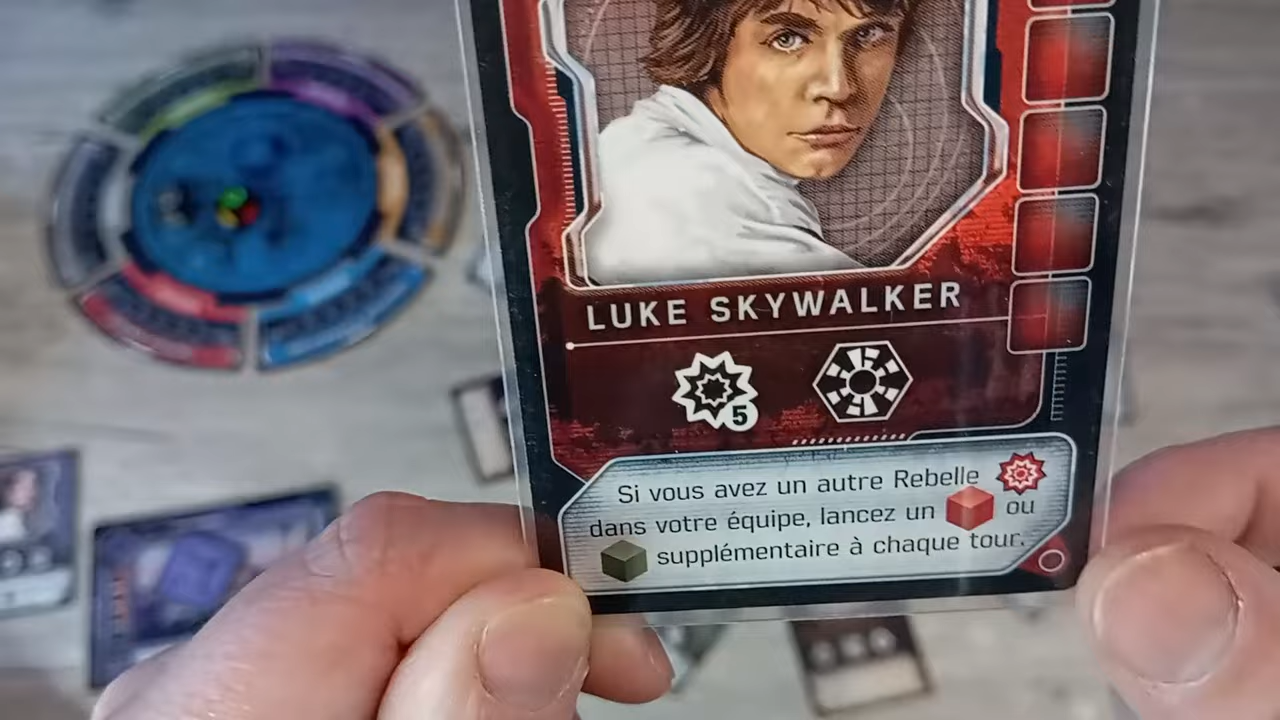 LUKE SKYWALKER
5
Si vous avez un autre Rebelle
dans votre équipe, lancez un ou
supplémentaire à chaque tour.